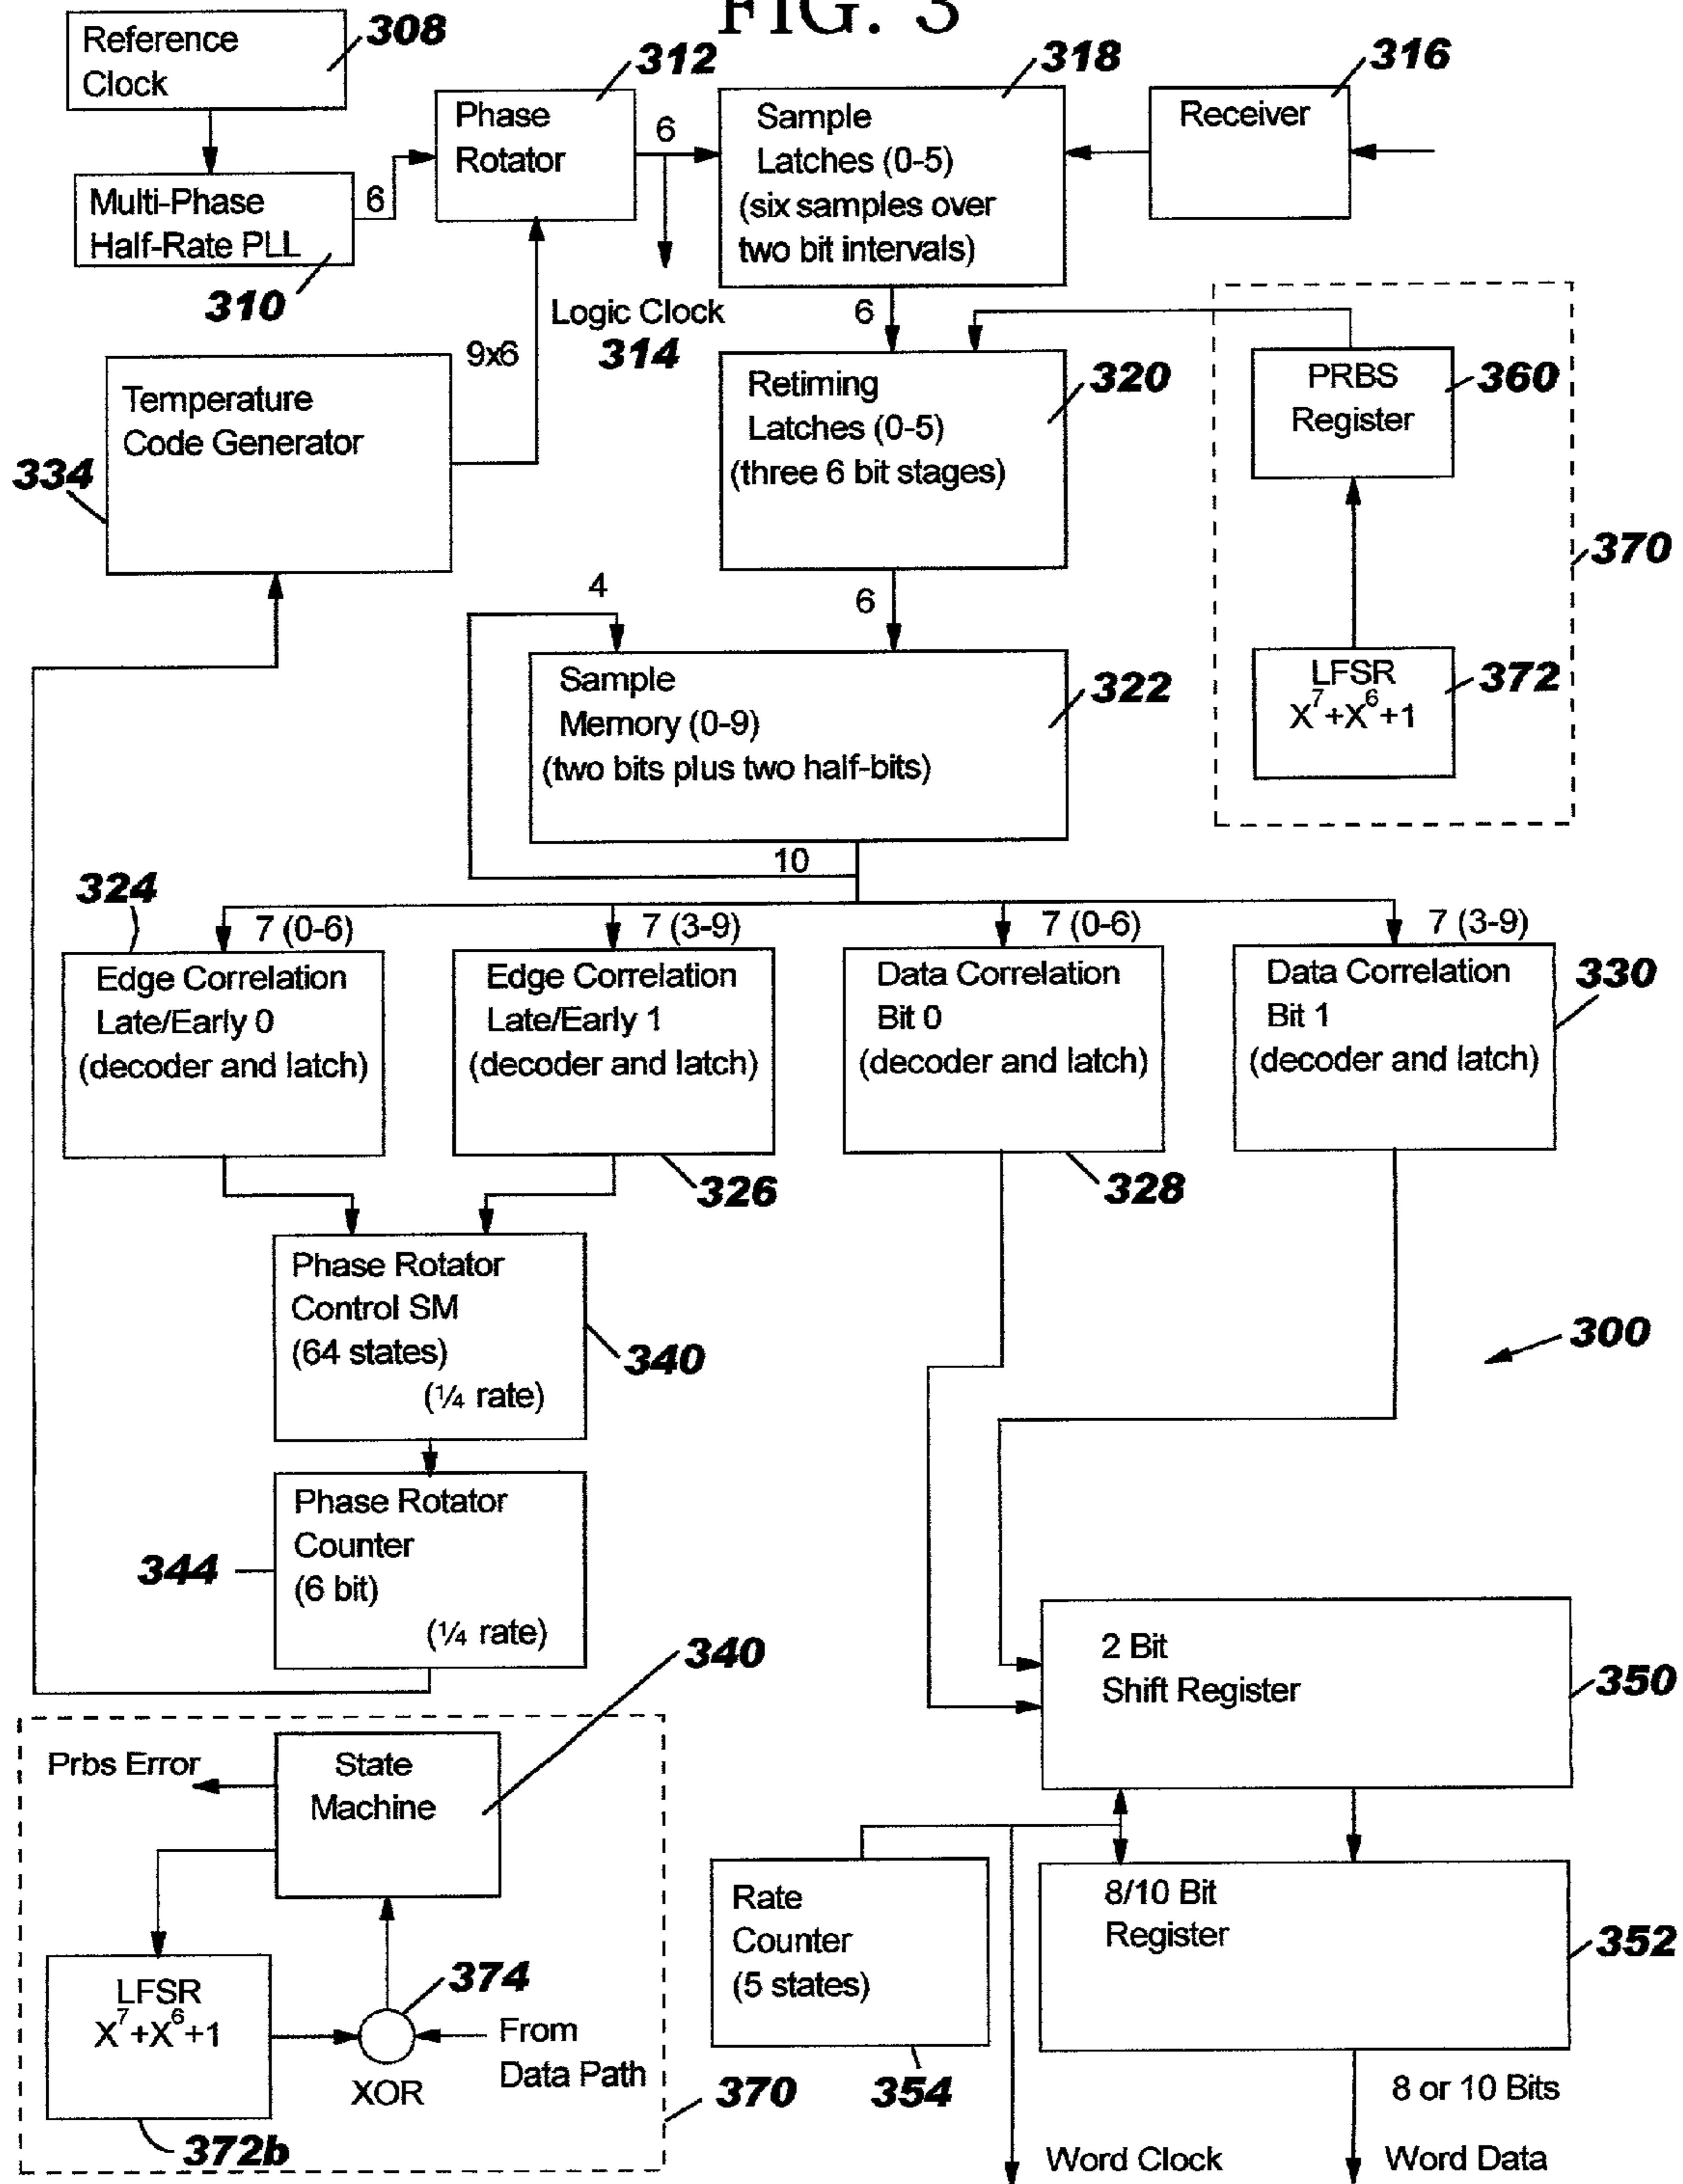 FIG. 3
Reference
Clock
308
Multi-Phase
Half-Rate PLL
310
6
Phase
Rotator
312
6
Logic Clock
314
Sample
Latches (0-5)
(six samples over
two bit intervals)
318
Receiver
316
6
9x6
Temperature
Code Generator
334
Retiming
Latches (0-5)
(three 6 bit stages)
320
PRBS
Register
360
370
LFSR
X⁷+X⁶+1
372
4
6
Sample
Memory (0-9)
(two bits plus two half-bits)
322
10
324
7 (0-6)
7 (3-9)
7 (0-6)
7 (3-9)
Edge Correlation
Late/Early 0
(decoder and latch)
Edge Correlation
Late/Early 1
(decoder and latch)
326
Data Correlation
Bit 0
(decoder and latch)
328
Data Correlation
Bit 1
(decoder and latch)
330
Phase Rotator
Control SM
(64 states)
(¼ rate)
340
300
Phase Rotator
Counter
(6 bit)
(¼ rate)
344
2 Bit
Shift Register
350
340
Prbs Error
State
Machine
LFSR
X⁷+X⁶+1
372b
374
XOR
From
Data Path
370
Rate
Counter
(5 states)
354
8/10 Bit
Register
352
8 or 10 Bits
Word Clock
Word Data